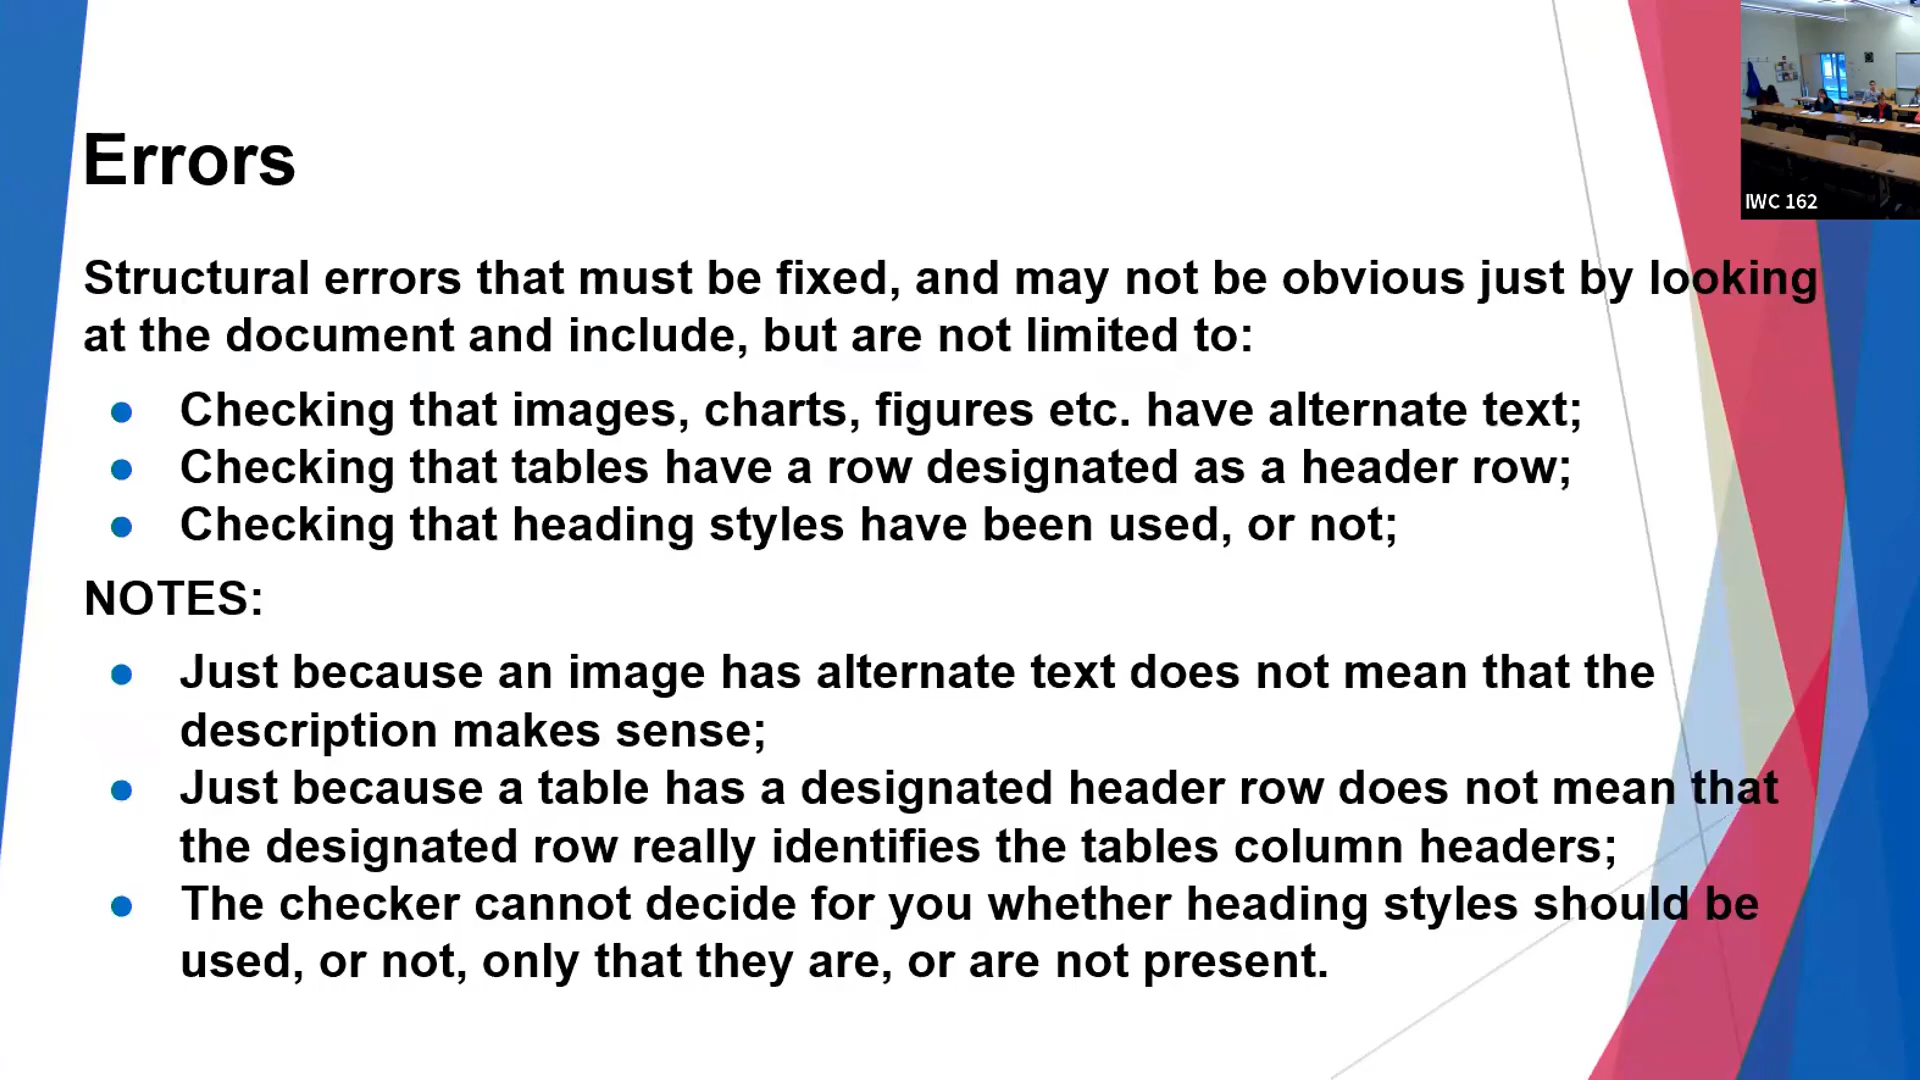 IWC 162
Errors
Structural errors that must be fixed, and may not be obvious just by looking
at the document and include, but are not limited to:
● Checking that images, charts, figures etc. have alternate text;
● Checking that tables have a row designated as a header row;
● Checking that heading styles have been used, or not;
NOTES:
● Just because an image has alternate text does not mean that the
description makes sense;
● Just because a table has a designated header row does not mean that
the designated row really identifies the tables column headers;
● The checker cannot decide for you whether heading styles should be
used, or not, only that they are, or are not present.